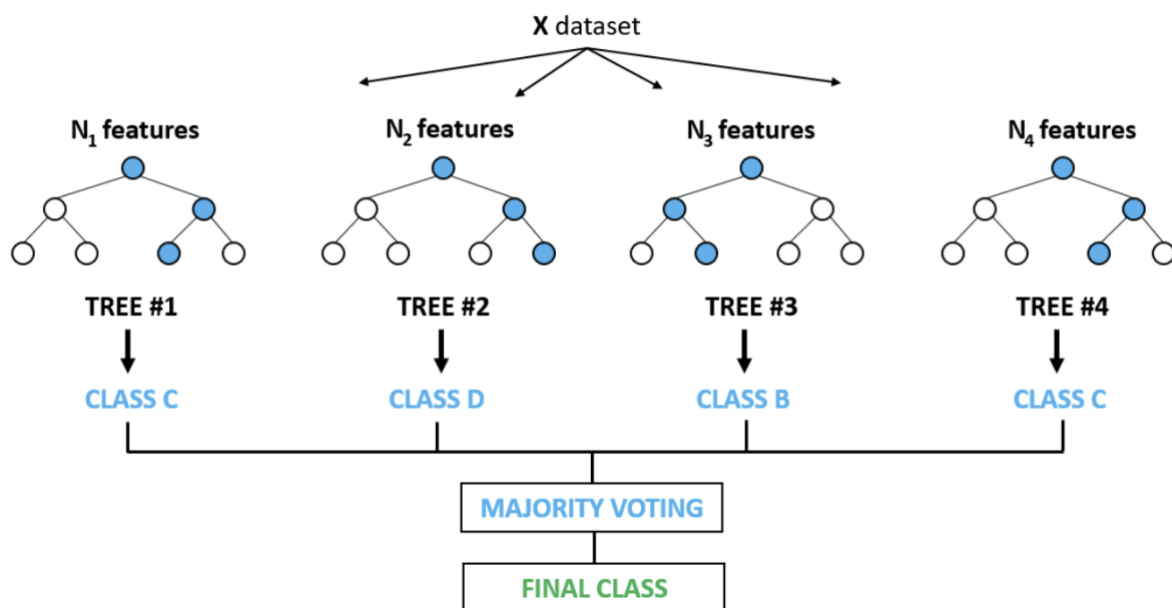 X dataset
N₁ features N₂ features N₃ features N₄ features
TREE #1 TREE #2 TREE #3 TREE #4
CLASS C CLASS D CLASS B CLASS C
MAJORITY VOTING
FINAL CLASS